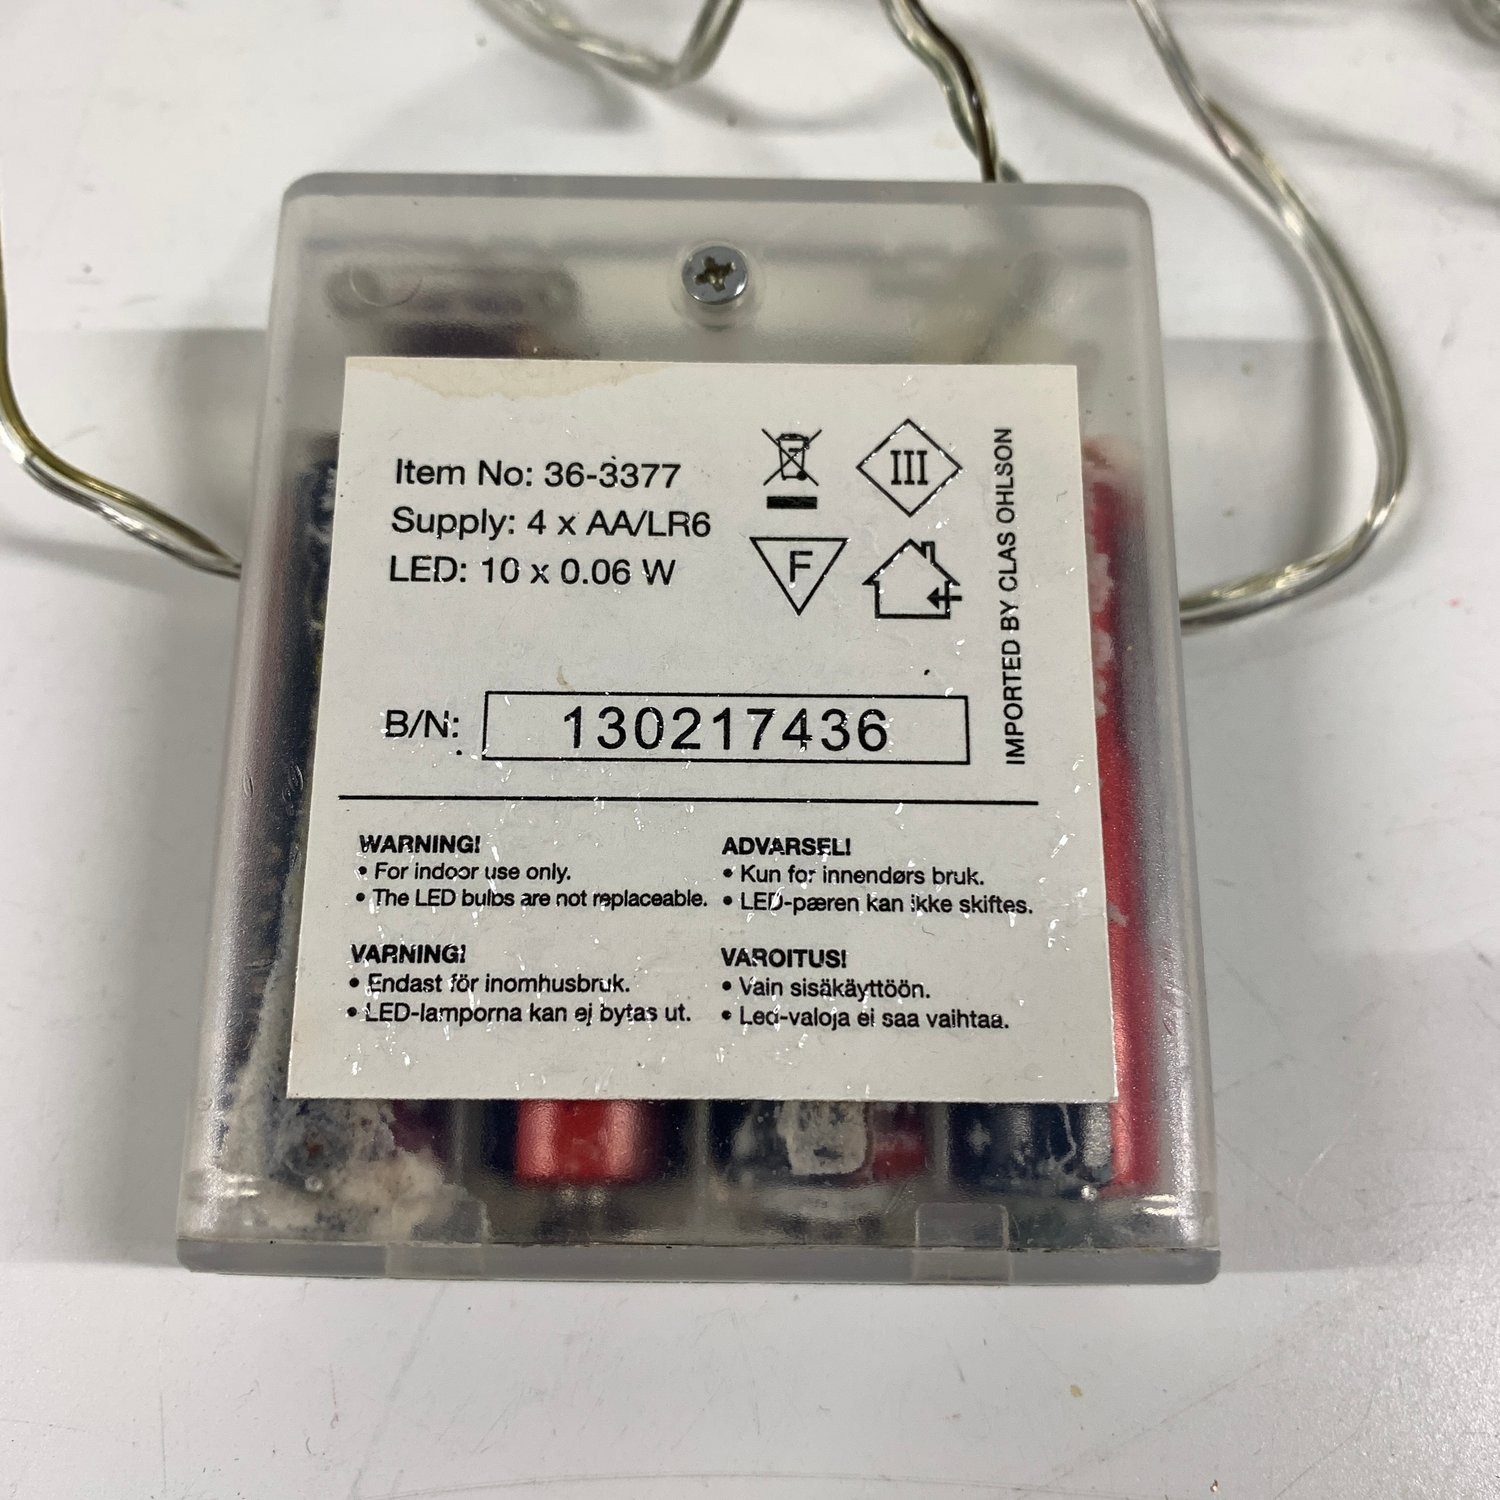 Item No: 36-3377
Supply: 4 x AA/LR6
LED: 10 x 0.06 W
III
F
IMPORTED BY CLAS OHLSON
B/N: 130217436
WARNING!
• For indoor use only.
• The LED bulbs are not replaceable.
ADVARSEL!
• Kun for innendørs bruk.
• LED-pæren kan ikke skiftes.
VARNING!
• Endast för inomhusbruk.
• LED-lamporna kan ej bytas ut.
VAROITUS!
• Vain sisäkäyttöön.
• Led-valoja ei saa vaihtaa.